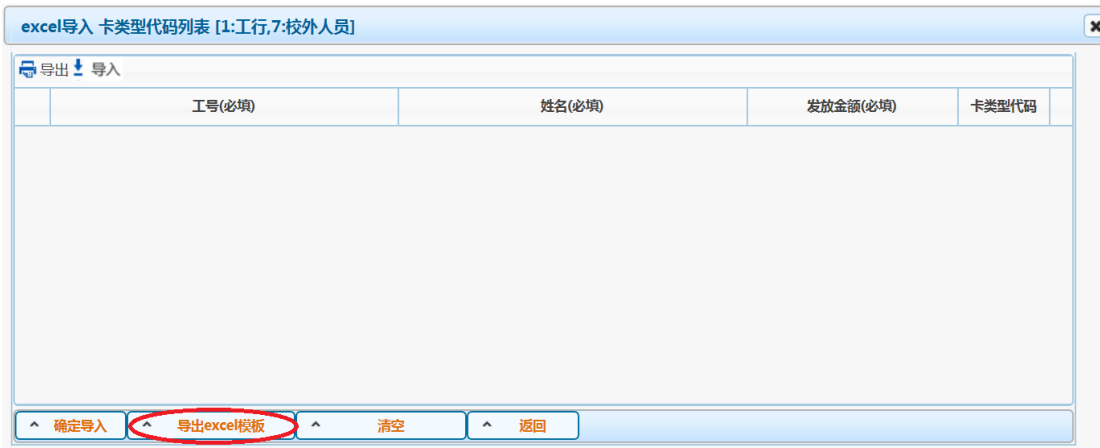 excel导入 卡类型代码列表 [1:工行,7:校外人员]
导出 导入
工号(必填) 姓名(必填) 发放金额(必填) 卡类型代码
确定导入 导出excel模板 清空 返回